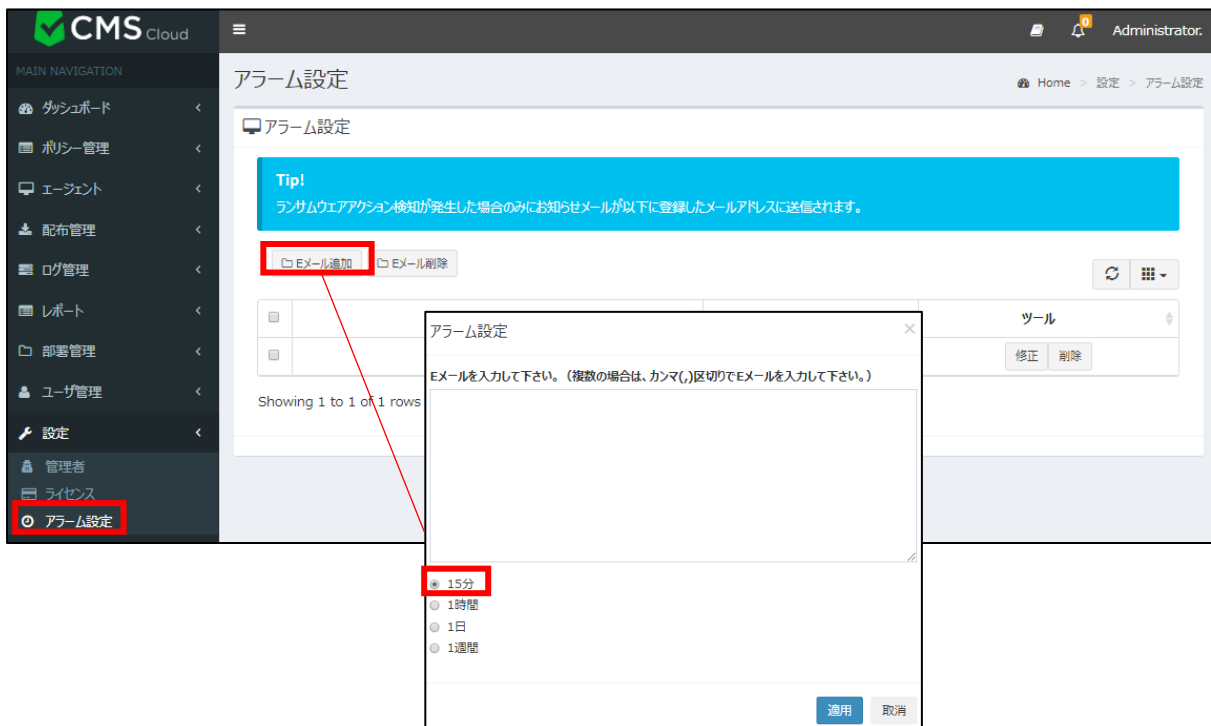 CMS Cloud
0
Administrator.
MAIN NAVIGATION
ダッシュボード
ポリシー管理
エージェント
配布管理
ログ管理
レポート
部署管理
ユーザ管理
設定
管理者
ライセンス
アラーム設定
アラーム設定
Home > 設定 > アラーム設定
アラーム設定
Tip!
ランサムウェアアクション検知が発生した場合のみにお知らせメールが以下に登録したメールアドレスに送信されます。
Eメール追加
Eメール削除
ツール
修正 削除
Showing 1 to 1 of 1 rows
アラーム設定
×
Eメールを入力して下さい。（複数の場合は、カンマ(,)区切りでEメールを入力して下さい。）
15分
1時間
1日
1週間
適用
取消